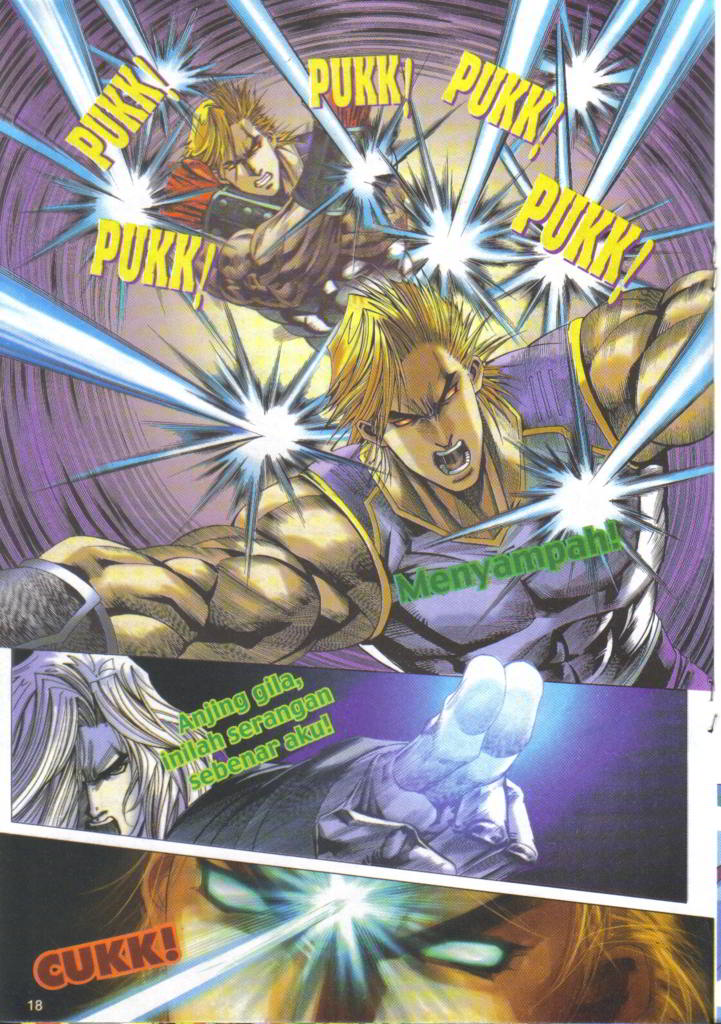 PUKK!
PUKK!
PUKK!
PUKK!
PUKK!
Menyampah!
Anjing gila,
inilah serangan
sebenar aku!
CUKK!
18